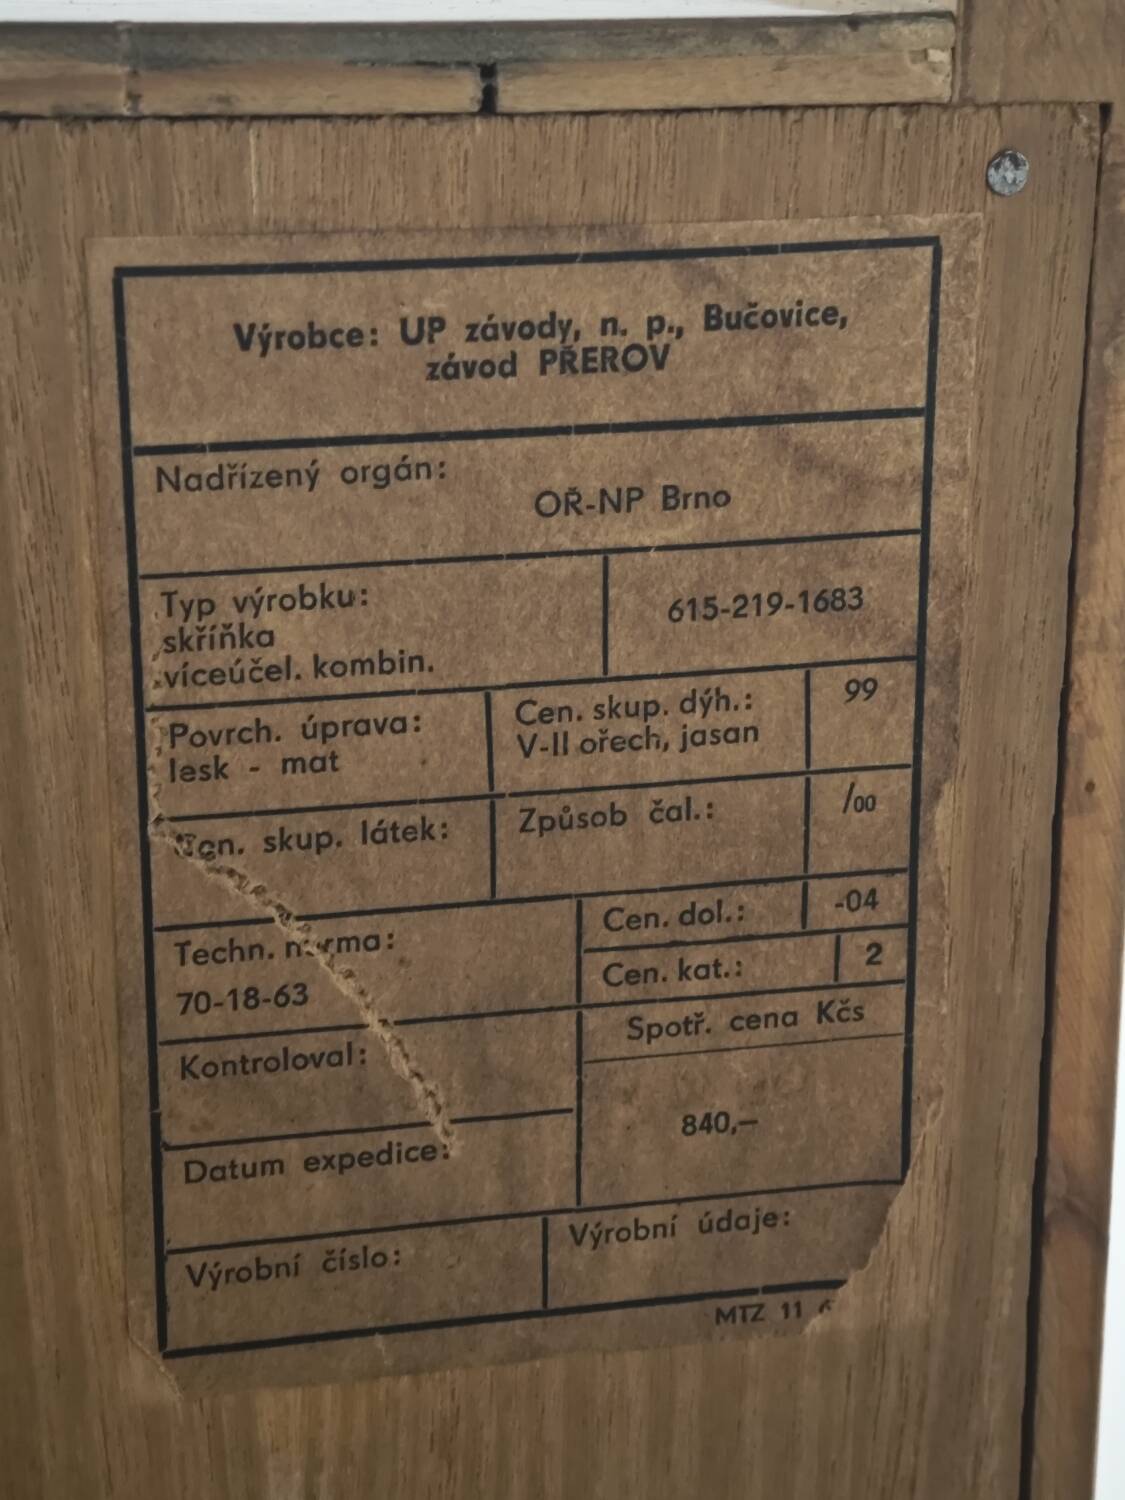 Výrobce: UP závody, n. p., Bučovice,
závod PŘEROV
Nadřízený orgán:
OŘ-NP Brno
Typ výrobku:
skříňka
víceúčel. kombin.
615-219-1683
Povrch. úprava:
lesk - mat
Cen. skup. dýh.:
V-II ořech, jasan
99
Cen. skup. látek:
Způsob čal.:
/00
Techn. norma:
70-18-63
Cen. dol.:
-04
Cen. kat.:
2
Kontroloval:
Spotř. cena Kčs
840,—
Datum expedice:
Výrobní číslo:
Výrobní údaje:
MTZ 11